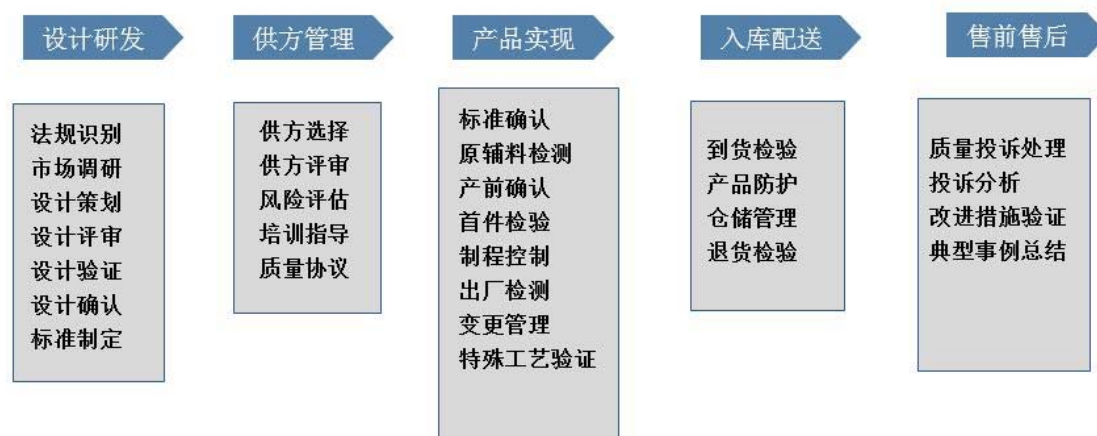 设计研发
供方管理
产品实现
入库配送
售前售后
法规识别
市场调研
设计策划
设计评审
设计验证
设计确认
标准制定
供方选择
供方评审
风险评估
培训指导
质量协议
标准确认
原辅料检测
产前确认
首件检验
制程控制
出厂检测
变更管理
特殊工艺验证
到货检验
产品防护
仓储管理
退货检验
质量投诉处理
投诉分析
改进措施验证
典型事例总结